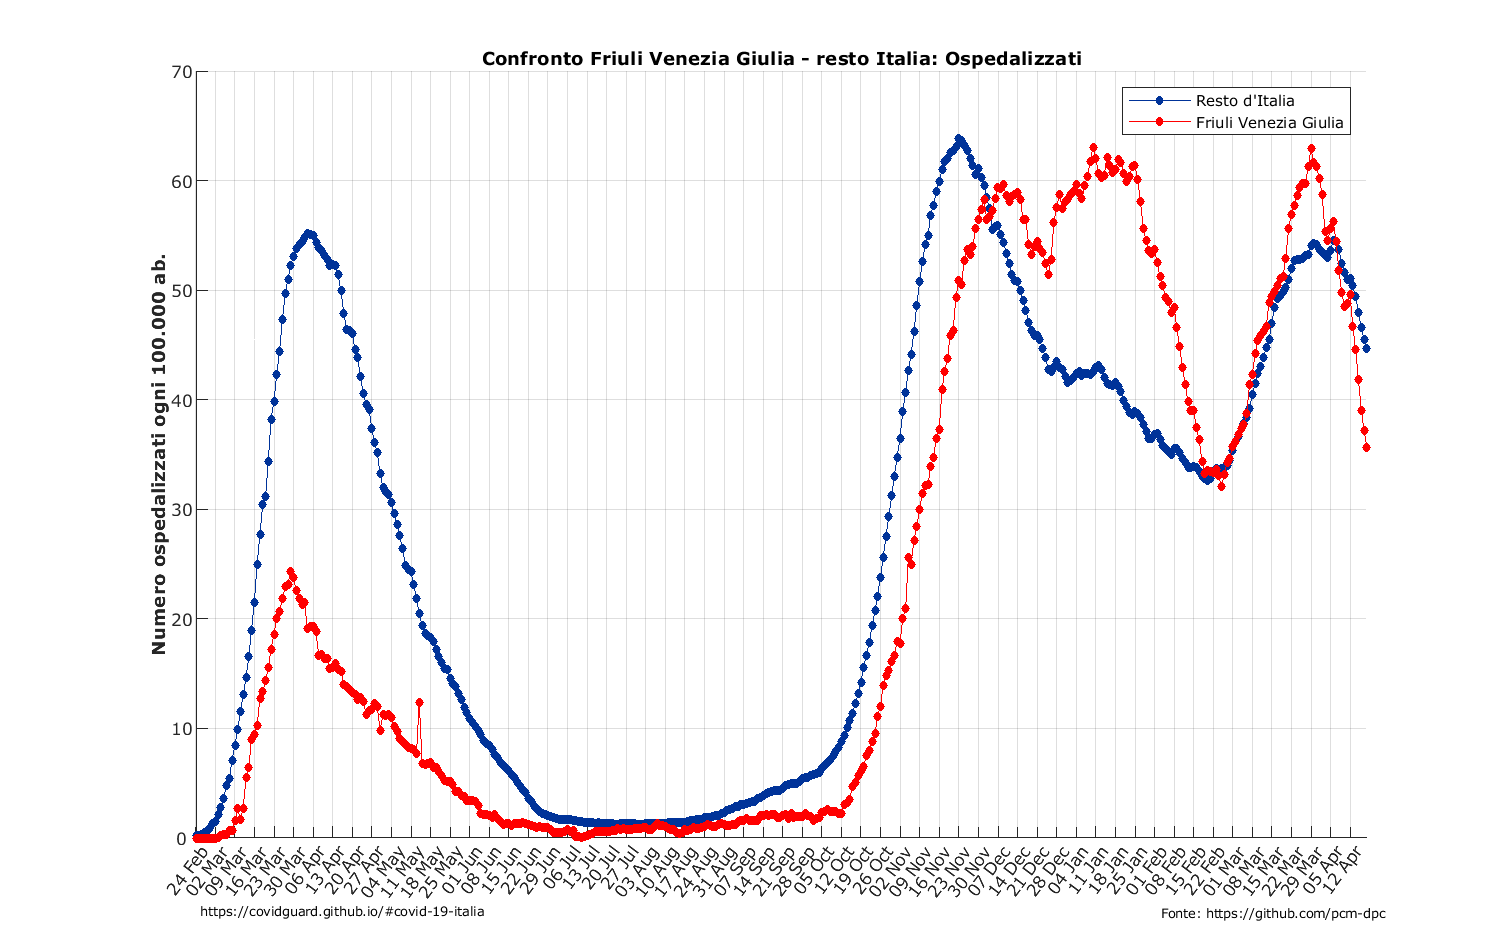 Confronto Friuli Venezia Giulia - resto Italia: Ospedalizzati
Resto d'Italia
Friuli Venezia Giulia
Numero ospedalizzati ogni 100.000 ab.
70
60
50
40
30
20
10
0
24 Feb
02 Mar
09 Mar
16 Mar
23 Mar
30 Mar
06 Apr
13 Apr
20 Apr
27 Apr
04 May
11 May
18 May
25 May
01 Jun
08 Jun
15 Jun
22 Jun
29 Jun
06 Jul
13 Jul
20 Jul
27 Jul
03 Aug
10 Aug
17 Aug
24 Aug
31 Aug
07 Sep
14 Sep
21 Sep
28 Sep
05 Oct
12 Oct
19 Oct
26 Oct
02 Nov
09 Nov
16 Nov
23 Nov
30 Nov
07 Dec
14 Dec
21 Dec
28 Dec
04 Jan
11 Jan
18 Jan
25 Jan
01 Feb
08 Feb
15 Feb
22 Feb
01 Mar
08 Mar
15 Mar
22 Mar
29 Mar
05 Apr
12 Apr
https://covidguard.github.io/#covid-19-italia
Fonte: https://github.com/pcm-dpc